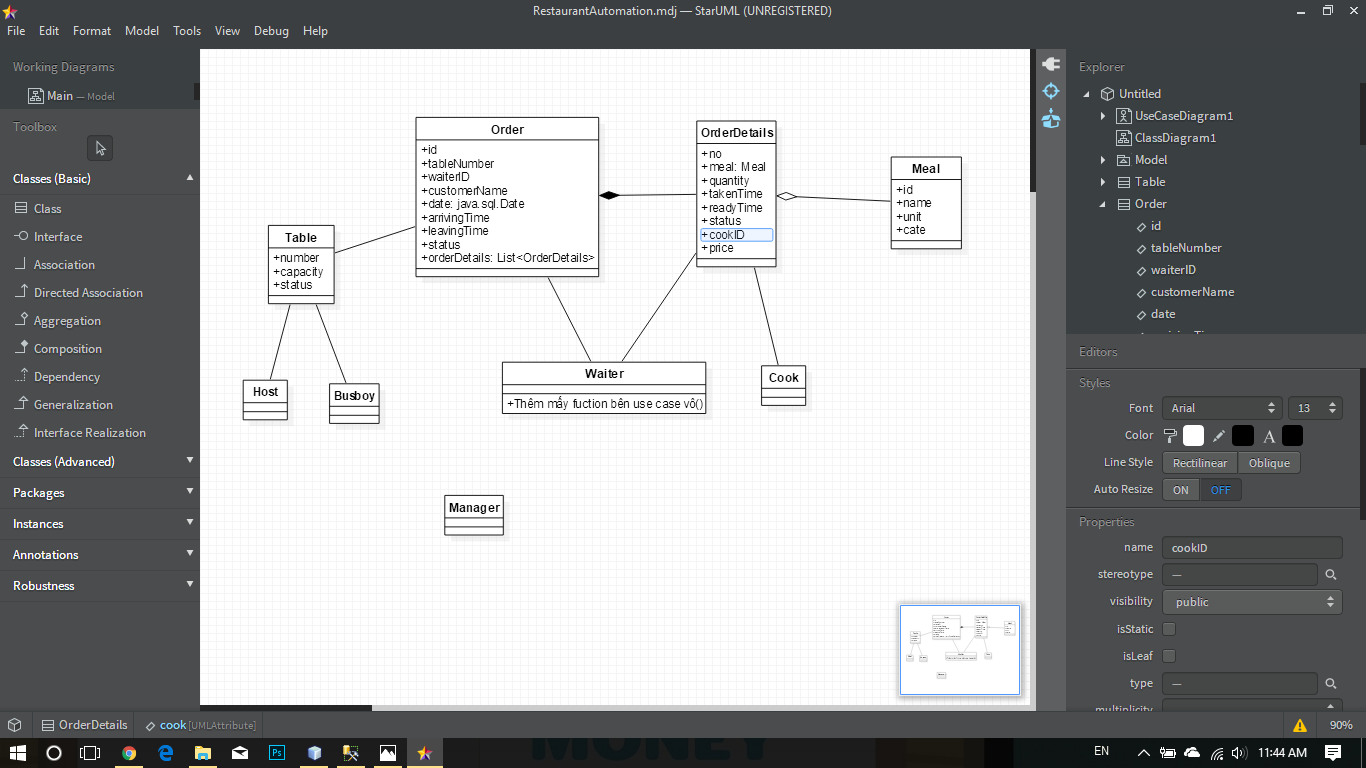 RestaurantAutomation.mdj — StarUML (UNREGISTERED)
File Edit Format Model Tools View Debug Help
Working Diagrams
Main — Model
Toolbox
Classes (Basic)
Class
Interface
Association
Directed Association
Aggregation
Composition
Dependency
Generalization
Interface Realization
Classes (Advanced)
Packages
Instances
Annotations
Robustness
Order
+id
+tableNumber
+waiterID
+customerName
+date: java.sql.Date
+arrivingTime
+leavingTime
+status
+orderDetails: List<OrderDetails>
OrderDetails
+no
+meal: Meal
+quantity
+takenTime
+readyTime
+status
+cookID
+price
Meal
+id
+name
+unit
+cate
Table
+number
+capacity
+status
Host
Busboy
Waiter
+Thêm mấy fuction bên use case vô()
Cook
Manager
Explorer
Untitled
UseCaseDiagram1
ClassDiagram1
Model
Table
Order
id
tableNumber
waiterID
customerName
date
Editors
Styles
Font Arial 13
Color A
Line Style Rectilinear Oblique
Auto Resize ON OFF
Properties
name cookID
stereotype —
visibility public
isStatic
isLeaf
type —
multiplicity
OrderDetails cook [UMLAttribute] 90%
MONEY
Ps
EN 11:44 AM